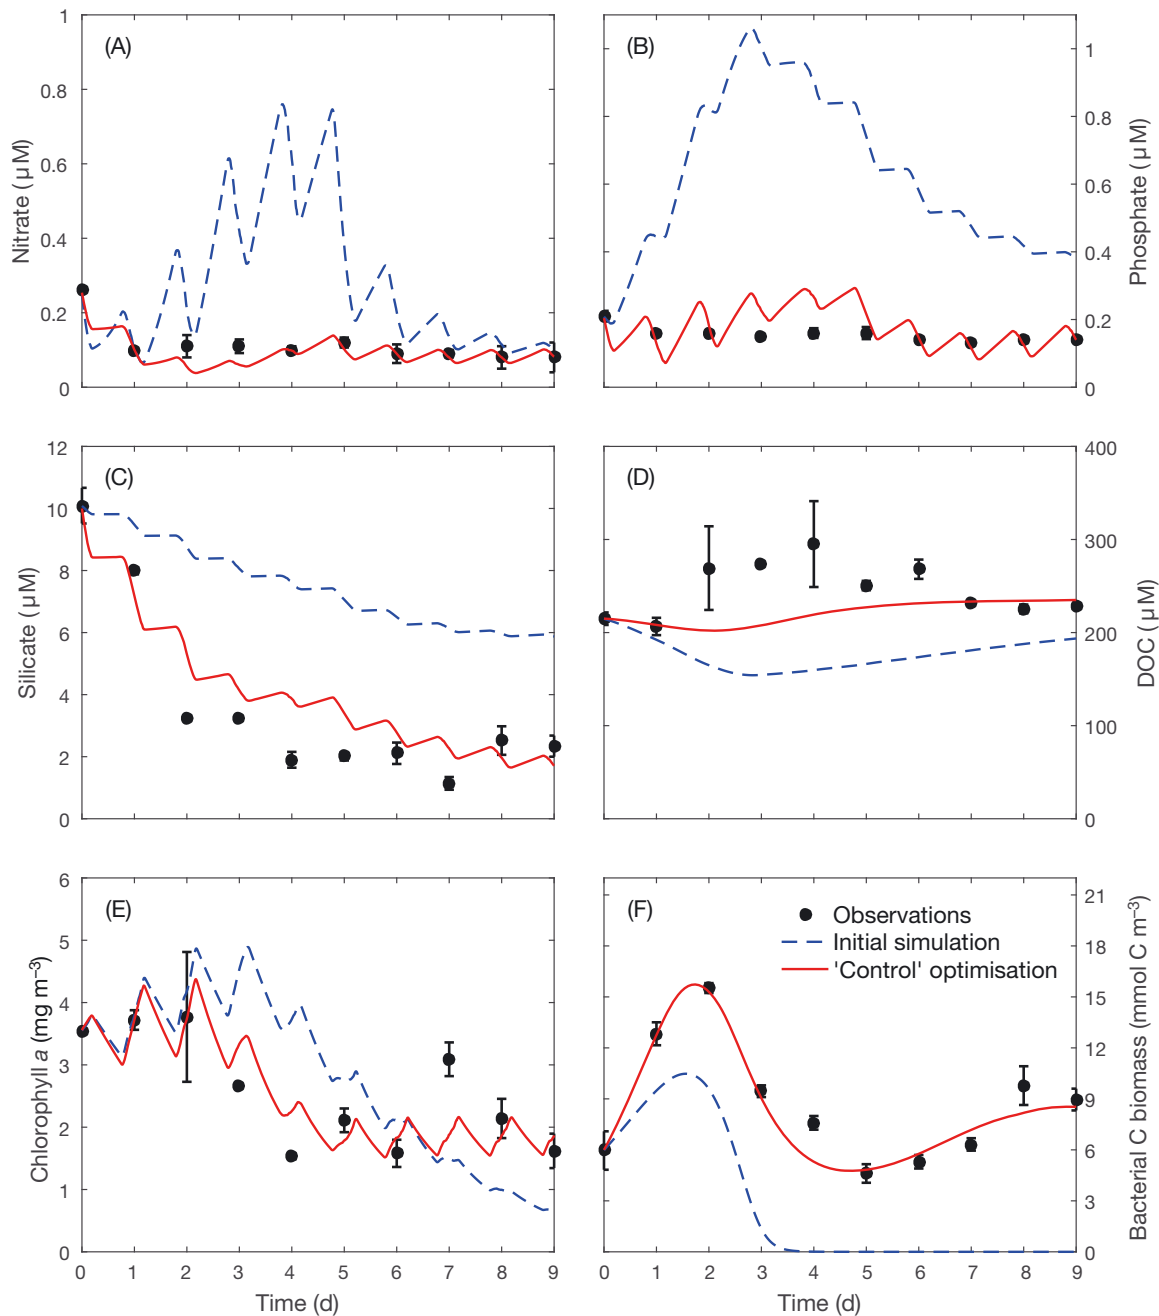 (A)
Nitrate (µM)
1
0.8
0.6
0.4
0.2
0
(B)
Phosphate (µM)
1
0.8
0.6
0.4
0.2
0
(C)
Silicate (µM)
12
10
8
6
4
2
0
(D)
DOC (µM)
400
300
200
100
0
(E)
Chlorophyll a (mg m⁻³)
6
5
4
3
2
1
0
0 1 2 3 4 5 6 7 8 9
Time (d)
(F)
Observations
Initial simulation
'Control' optimisation
Bacterial C biomass (mmol C m⁻³)
21
18
15
12
9
6
3
0
0 1 2 3 4 5 6 7 8 9
Time (d)